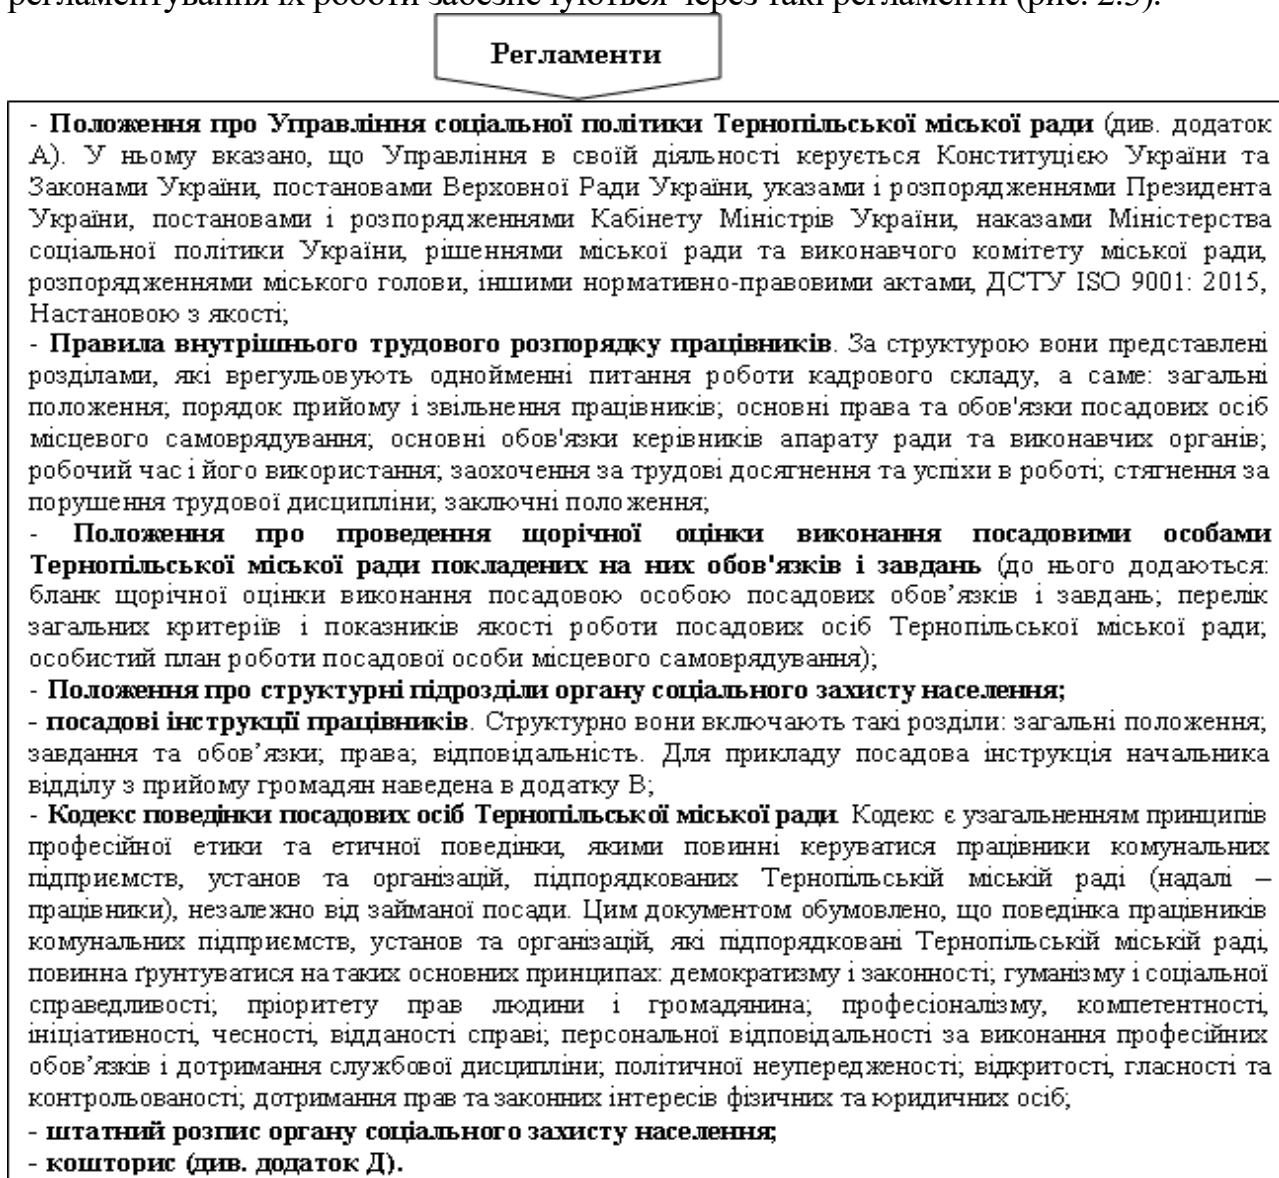 регламентування їх роботи забезпечуються через такі регламенти (рис. 2.3).
Регламенти
- Положення про Управління соціальної політики Тернопільської міської ради (див. додаток
А). У ньому вказано, що Управління в своїй діяльності керується Конституцією України та
Законами України, постановами Верховної Ради України, указами і розпорядженнями Президента
України, постановами і розпорядженнями Кабінету Міністрів України, наказами Міністерства
соціальної політики України, рішеннями міської ради та виконавчого комітету міської ради,
розпорядженнями міського голови, іншими нормативно-правовими актами, ДСТУ ISO 9001: 2015,
Настановою з якості;
- Правила внутрішнього трудового розпорядку працівників. За структурою вони представлені
розділами, які врегульовують однойменні питання роботи кадрового складу, а саме: загальні
положення; порядок прийому і звільнення працівників; основні права та обов'язки посадових осіб
місцевого самоврядування; основні обов'язки керівників апарату ради та виконавчих органів;
робочий час і його використання; заохочення за трудові досягнення та успіхи в роботі; стягнення за
порушення трудової дисципліни; заключні положення;
- Положення про проведення щорічної оцінки виконання посадовими особами
Тернопільської міської ради покладених на них обов'язків і завдань (до нього додаються:
бланк щорічної оцінки виконання посадовою особою посадових обов’язків і завдань; перелік
загальних критеріїв і показників якості роботи посадових осіб Тернопільської міської ради;
особистий план роботи посадової особи місцевого самоврядування);
- Положення про структурні підрозділи органу соціального захисту населення;
- посадові інструкції працівників. Структурно вони включають такі розділи: загальні положення;
завдання та обов’язки; права; відповідальність. Для прикладу посадова інструкція начальника
відділу з прийому громадян наведена в додатку В;
- Кодекс поведінки посадових осіб Тернопільської міської ради. Кодекс є узагальненням принципів
професійної етики та етичної поведінки, якими повинні керуватися працівники комунальних
підприємств, установ та організацій, підпорядкованих Тернопільській міській раді (надалі –
працівники), незалежно від займаної посади. Цим документом обумовлено, що поведінка працівників
комунальних підприємств, установ та організацій, які підпорядковані Тернопільській міській раді,
повинна ґрунтуватися на таких основних принципах: демократизму і законності; гуманізму і соціальної
справедливості; пріоритету прав людини і громадянина; професіоналізму, компетентності,
ініціативності, чесності, відданості справі; персональної відповідальності за виконання професійних
обов’язків і дотримання службової дисципліни; політичної неупередженості; відкритості, гласності та
контрольованості; дотримання прав та законних інтересів фізичних та юридичних осіб;
- штатний розпис органу соціального захисту населення;
- кошторис (див. додаток Д).